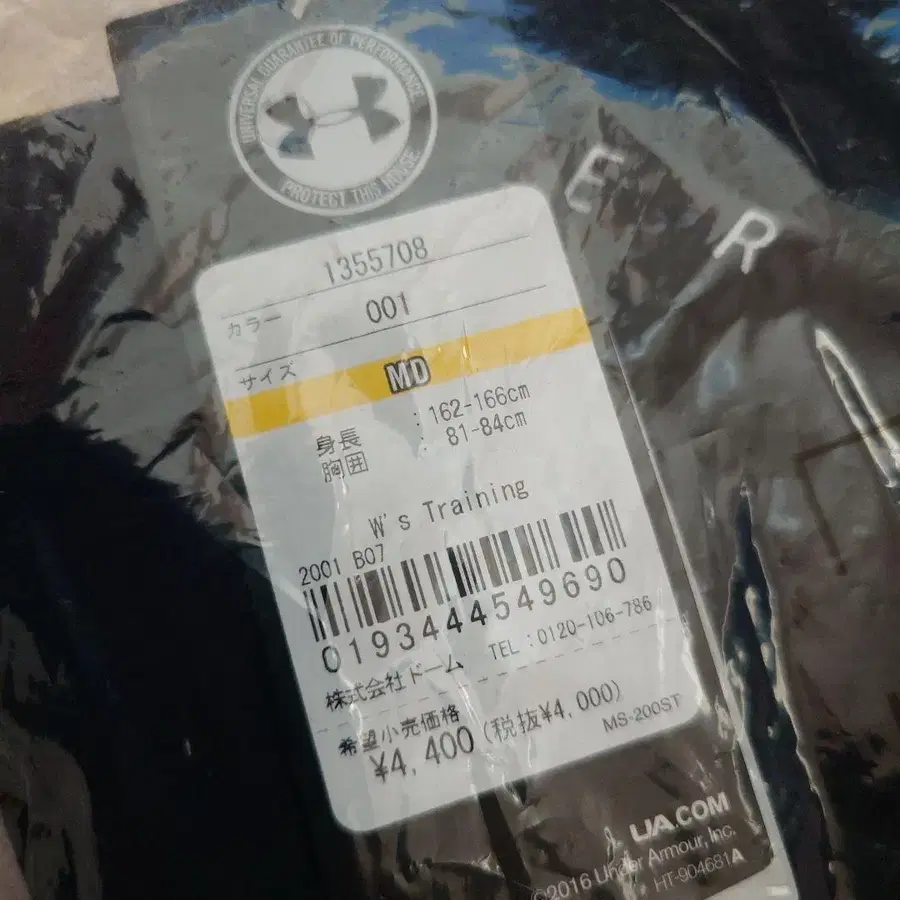 UNIVERSAL GUARANTEE OF PERFORMANCE
PROTECT THIS HOUSE
E R
1355708
カラー 001
サイズ MD
身長 : 162-166cm
胸囲 : 81-84cm
W's Training
2001 B07
0193444549690
株式会社ドーム TEL:0120-106-786
希望小売価格
¥4,400 (税抜¥4,000)
MS-200ST
UA.COM
©2016 Under Armour, Inc.
HT-904681A